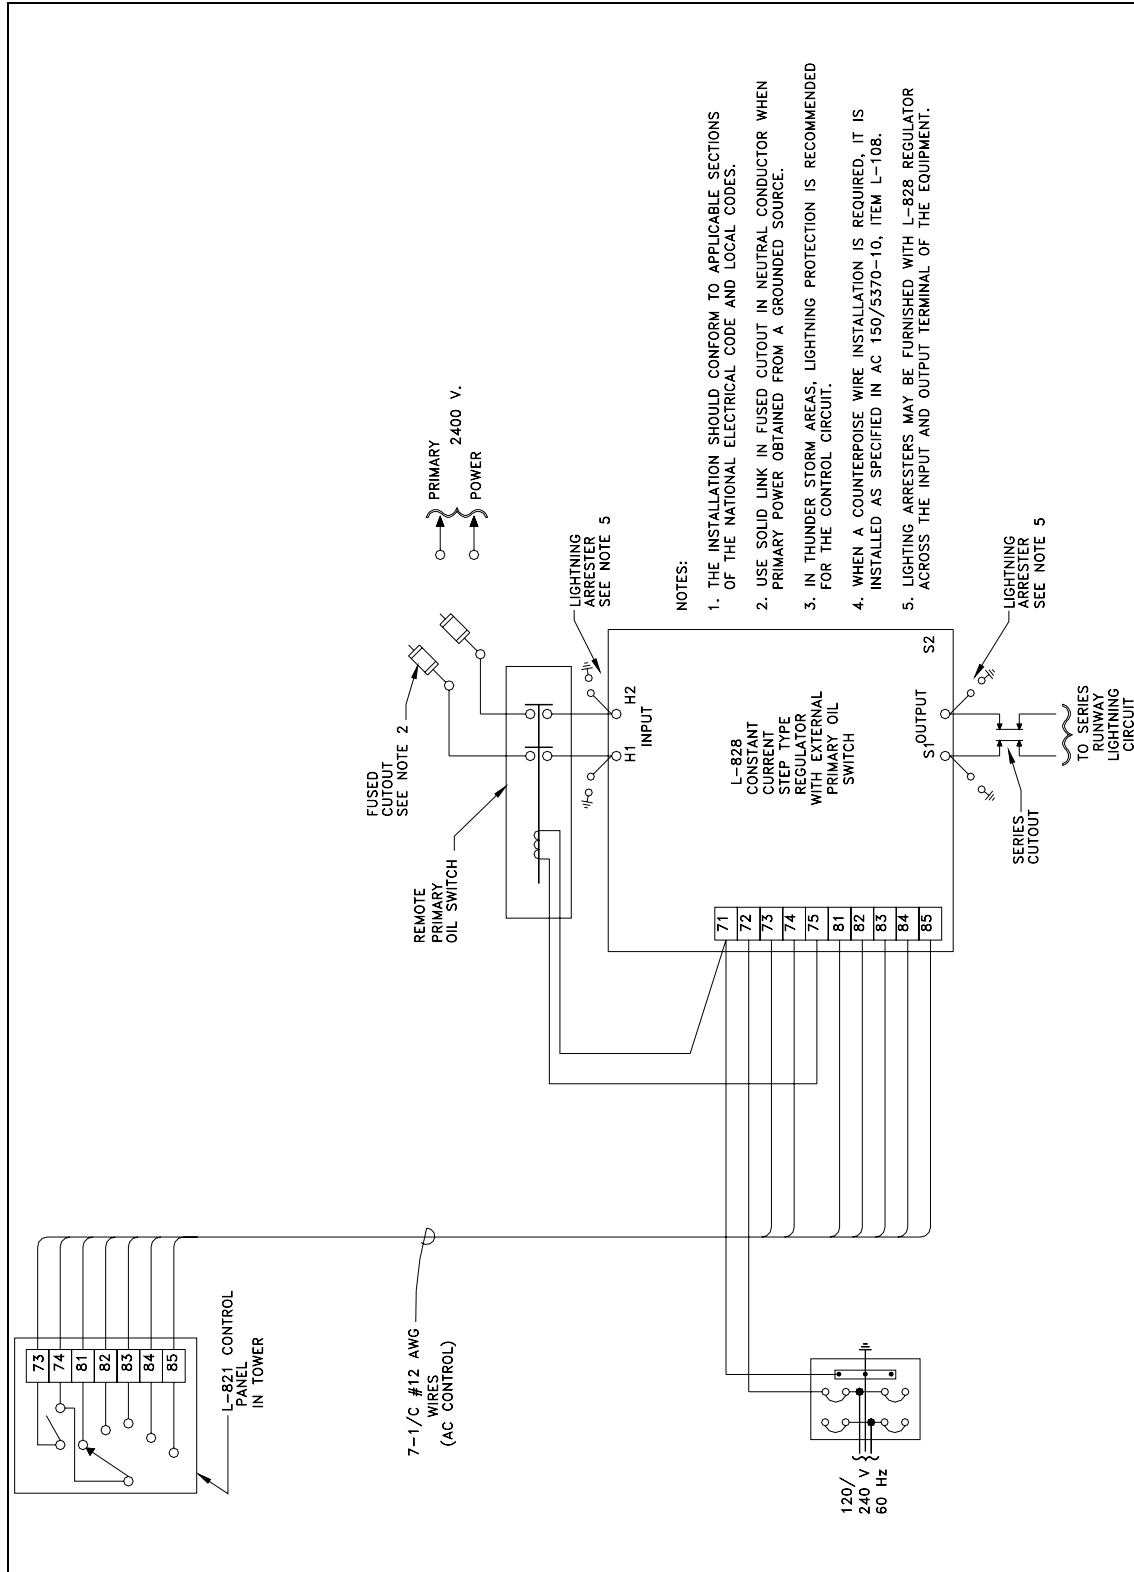 73
74
81
82
83
84
85
L-821 CONTROL
PANEL
IN TOWER
7-1/C #12 AWG
WIRES
(AC CONTROL)
120/
240 V
60 Hz
FUSED
CUTOUT
SEE NOTE 2
REMOTE
PRIMARY
OIL SWITCH
PRIMARY
2400 V.
POWER
LIGHTNING
ARRESTER
SEE NOTE 5
H1
H2
INPUT
71
72
73
74
75
81
82
83
84
85
L-828
CONSTANT
CURRENT
STEP TYPE
REGULATOR
WITH EXTERNAL
PRIMARY OIL
SWITCH
OUTPUT
S1
S2
SERIES
CUTOUT
TO SERIES
RUNWAY
LIGHTNING
CIRCUIT
LIGHTNING
ARRESTER
SEE NOTE 5
NOTES:
1. THE INSTALLATION SHOULD CONFORM TO APPLICABLE SECTIONS
OF THE NATIONAL ELECTRICAL CODE AND LOCAL CODES.
2. USE SOLID LINK IN FUSED CUTOUT IN NEUTRAL CONDUCTOR WHEN
PRIMARY POWER OBTAINED FROM A GROUNDED SOURCE.
3. IN THUNDER STORM AREAS, LIGHTNING PROTECTION IS RECOMMENDED
FOR THE CONTROL CIRCUIT.
4. WHEN A COUNTERPOISE WIRE INSTALLATION IS REQUIRED, IT IS
INSTALLED AS SPECIFIED IN AC 150/5370-10, ITEM L-108.
5. LIGHTING ARRESTERS MAY BE FURNISHED WITH L-828 REGULATOR
ACROSS THE INPUT AND OUTPUT TERMINAL OF THE EQUIPMENT.